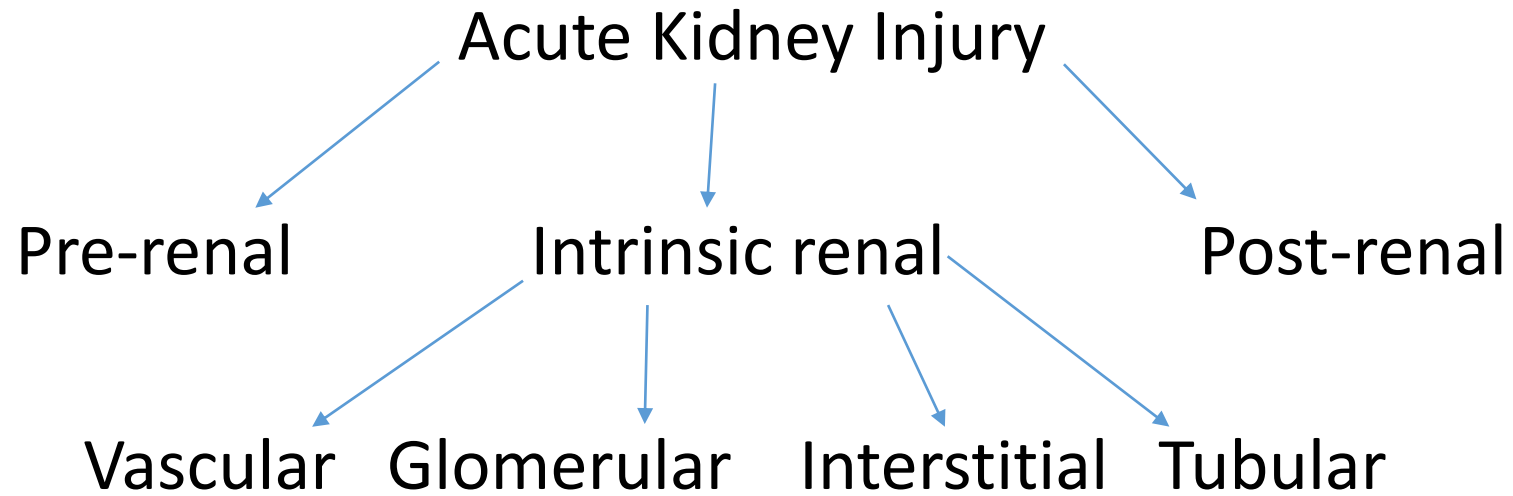 Acute Kidney Injury
Pre-renal Intrinsic renal Post-renal
Vascular Glomerular Interstitial Tubular